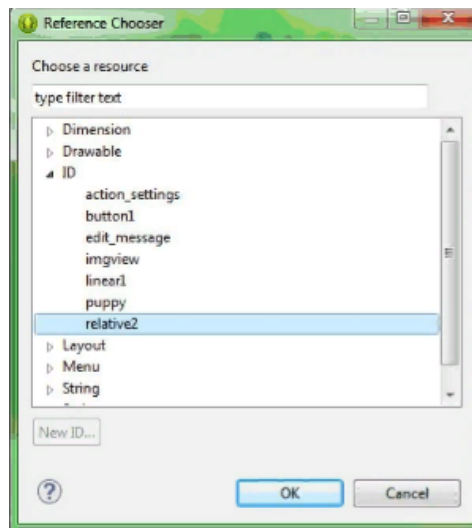 Reference Chooser
Choose a resource
type filter text
Dimension
Drawable
ID
action_settings
button1
edit_message
imgview
linear1
puppy
relative2
Layout
Menu
String
New ID...
OK
Cancel